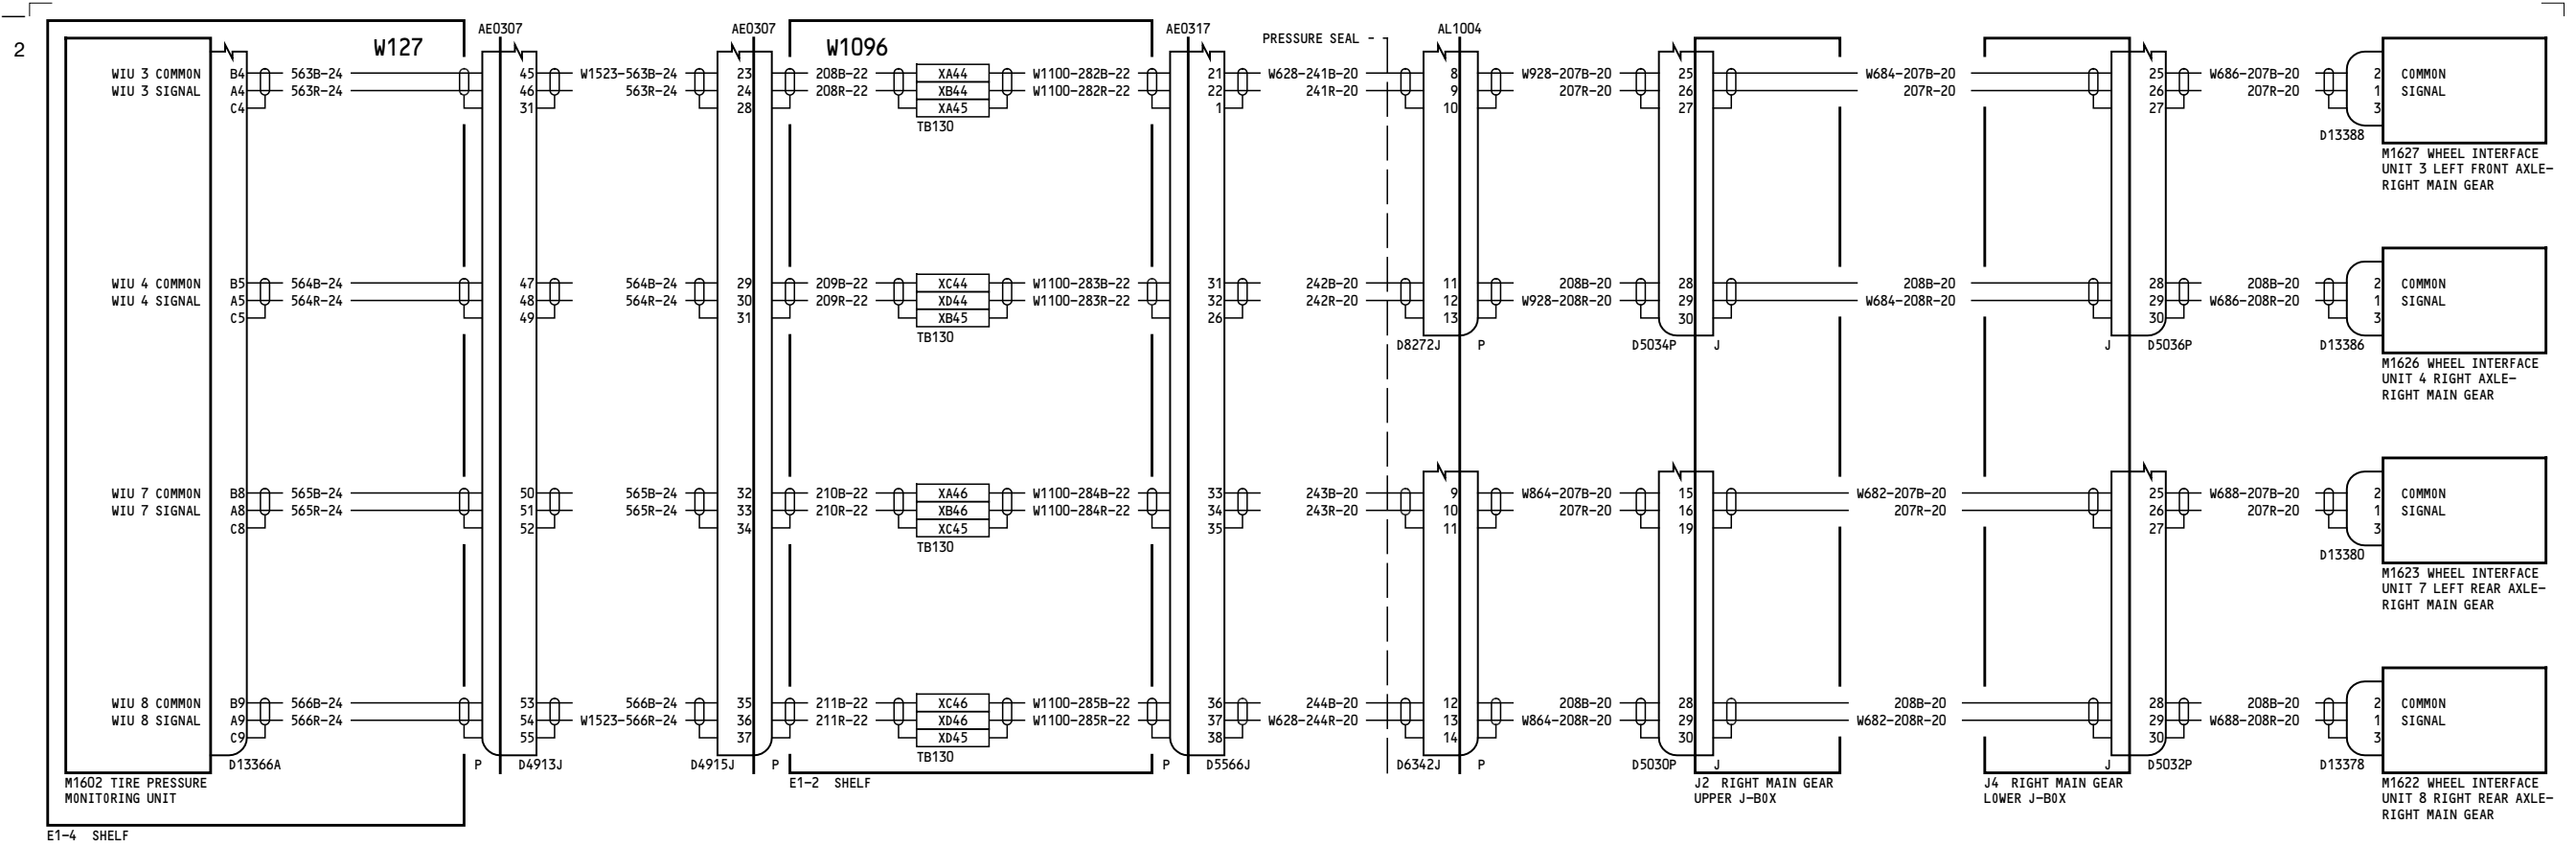 2
AE0307 AE0307 AE0317 AL1004
W127 W1096 PRESSURE SEAL
WIU 3 COMMON B4 563B-24 45 W1523-563B-24 23 208B-22 XA44 W1100-282B-22 21 W628-241B-20 8 W928-207B-20 25 W684-207B-20 25 W686-207B-20 2 COMMON
WIU 3 SIGNAL A4 563R-24 46 563R-24 24 208R-22 XB44 W1100-282R-22 22 241R-20 9 207R-20 26 207R-20 26 207R-20 1 SIGNAL
C4 31 28 XA45 1 10 27 27 3
TB130 D13388
M1627 WHEEL INTERFACE
UNIT 3 LEFT FRONT AXLE-
RIGHT MAIN GEAR
WIU 4 COMMON B5 564B-24 47 564B-24 29 209B-22 XC44 W1100-283B-22 31 242B-20 11 208B-20 28 208B-20 28 208B-20 2 COMMON
WIU 4 SIGNAL A5 564R-24 48 564R-24 30 209R-22 XD44 W1100-283R-22 32 242R-20 12 W928-208R-20 29 W684-208R-20 29 W686-208R-20 1 SIGNAL
C5 49 31 XB45 26 13 30 30 3
TB130 D8272J P D5034P J J D5036P D13386
M1626 WHEEL INTERFACE
UNIT 4 RIGHT AXLE-
RIGHT MAIN GEAR
WIU 7 COMMON B8 565B-24 50 565B-24 32 210B-22 XA46 W1100-284B-22 33 243B-20 9 W864-207B-20 15 W682-207B-20 25 W688-207B-20 2 COMMON
WIU 7 SIGNAL A8 565R-24 51 565R-24 33 210R-22 XB46 W1100-284R-22 34 243R-20 10 207R-20 16 207R-20 26 207R-20 1 SIGNAL
C8 52 34 XC45 35 11 19 27 3
TB130 D13380
M1623 WHEEL INTERFACE
UNIT 7 LEFT REAR AXLE-
RIGHT MAIN GEAR
WIU 8 COMMON B9 566B-24 53 566B-24 35 211B-22 XC46 W1100-285B-22 36 244B-20 12 208B-20 28 208B-20 28 208B-20 2 COMMON
WIU 8 SIGNAL A9 566R-24 54 W1523-566R-24 36 211R-22 XD46 W1100-285R-22 37 W628-244R-20 13 W864-208R-20 29 W682-208R-20 29 W688-208R-20 1 SIGNAL
C9 55 37 XD45 38 14 30 30 3
D13366A P D4913J D4915J P TB130 P D5566J D6342J P D5030P J J D5032P D13378
M1602 TIRE PRESSURE
MONITORING UNIT
E1-2 SHELF
J2 RIGHT MAIN GEAR
UPPER J-BOX
J4 RIGHT MAIN GEAR
LOWER J-BOX
M1622 WHEEL INTERFACE
UNIT 8 RIGHT REAR AXLE-
RIGHT MAIN GEAR
E1-4 SHELF